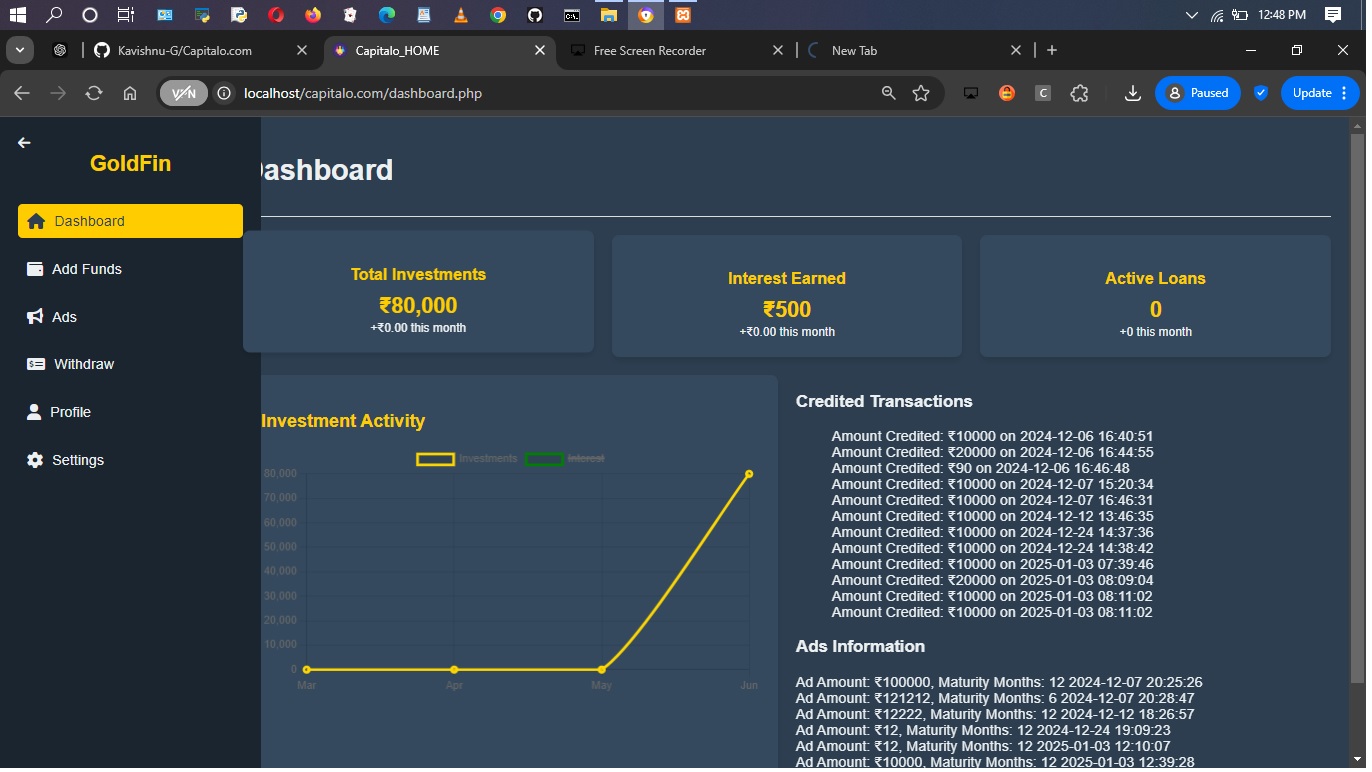 12:48 PM
Kavishnu-G/Capitalo.com
Capitalo_HOME
Free Screen Recorder
New Tab
VPN
localhost/capitalo.com/dashboard.php
C
Paused
Update
GoldFin
Dashboard
Add Funds
Ads
Withdraw
Profile
Settings
Dashboard
Total Investments
₹80,000
+₹0.00 this month
Interest Earned
₹500
+₹0.00 this month
Active Loans
0
+0 this month
Investment Activity
Investments
Interest
80,000
70,000
60,000
50,000
40,000
30,000
20,000
10,000
0
Mar Apr May Jun
Credited Transactions
Amount Credited: ₹10000 on 2024-12-06 16:40:51
Amount Credited: ₹20000 on 2024-12-06 16:44:55
Amount Credited: ₹90 on 2024-12-06 16:46:48
Amount Credited: ₹10000 on 2024-12-07 15:20:34
Amount Credited: ₹10000 on 2024-12-07 16:46:31
Amount Credited: ₹10000 on 2024-12-12 13:46:35
Amount Credited: ₹10000 on 2024-12-24 14:37:36
Amount Credited: ₹10000 on 2024-12-24 14:38:42
Amount Credited: ₹10000 on 2025-01-03 07:39:46
Amount Credited: ₹20000 on 2025-01-03 08:09:04
Amount Credited: ₹10000 on 2025-01-03 08:11:02
Amount Credited: ₹10000 on 2025-01-03 08:11:02
Ads Information
Ad Amount: ₹100000, Maturity Months: 12 2024-12-07 20:25:26
Ad Amount: ₹121212, Maturity Months: 6 2024-12-07 20:28:47
Ad Amount: ₹12222, Maturity Months: 12 2024-12-12 18:26:57
Ad Amount: ₹12, Maturity Months: 12 2024-12-24 19:09:23
Ad Amount: ₹12, Maturity Months: 12 2025-01-03 12:10:07
Ad Amount: ₹10000, Maturity Months: 12 2025-01-03 12:39:28